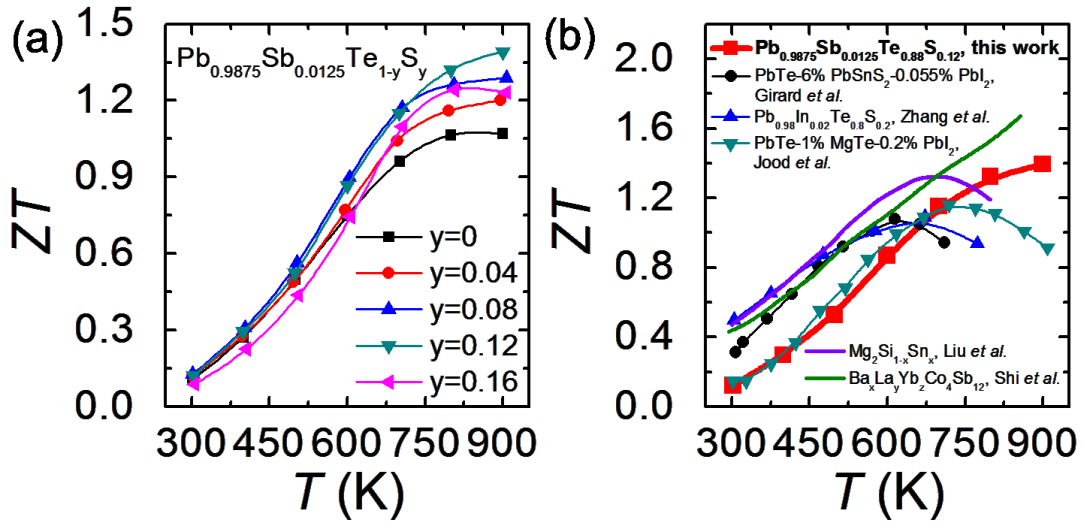 (a)
Pb0.9875Sb0.0125Te1-ySy
1.5
1.2
0.9
0.6
0.3
0.0
ZT
y=0
y=0.04
y=0.08
y=0.12
y=0.16
300 450 600 750 900
T (K)
(b)
Pb0.9875Sb0.0125Te0.88S0.12, this work
PbTe-6% PbSnS2-0.055% PbI2,
Girard et al.
Pb0.98In0.02Te0.8S0.2, Zhang et al.
PbTe-1% MgTe-0.2% PbI2,
Jood et al.
2.0
1.6
1.2
0.8
0.4
0.0
ZT
Mg2Si1-xSnx, Liu et al.
BaxLayYbzCo4Sb12, Shi et al.
300 450 600 750 900
T (K)